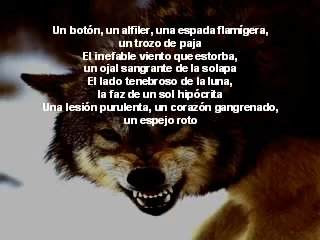 Un botón, un alfiler, una espada flamígera,
un trozo de paja
El inefable viento que estorba,
un ojal sangrante de la solapa
El lado tenebroso de la luna,
la faz de un sol hipócrita
Una lesión purulenta, un corazón gangrenado,
un espejo roto